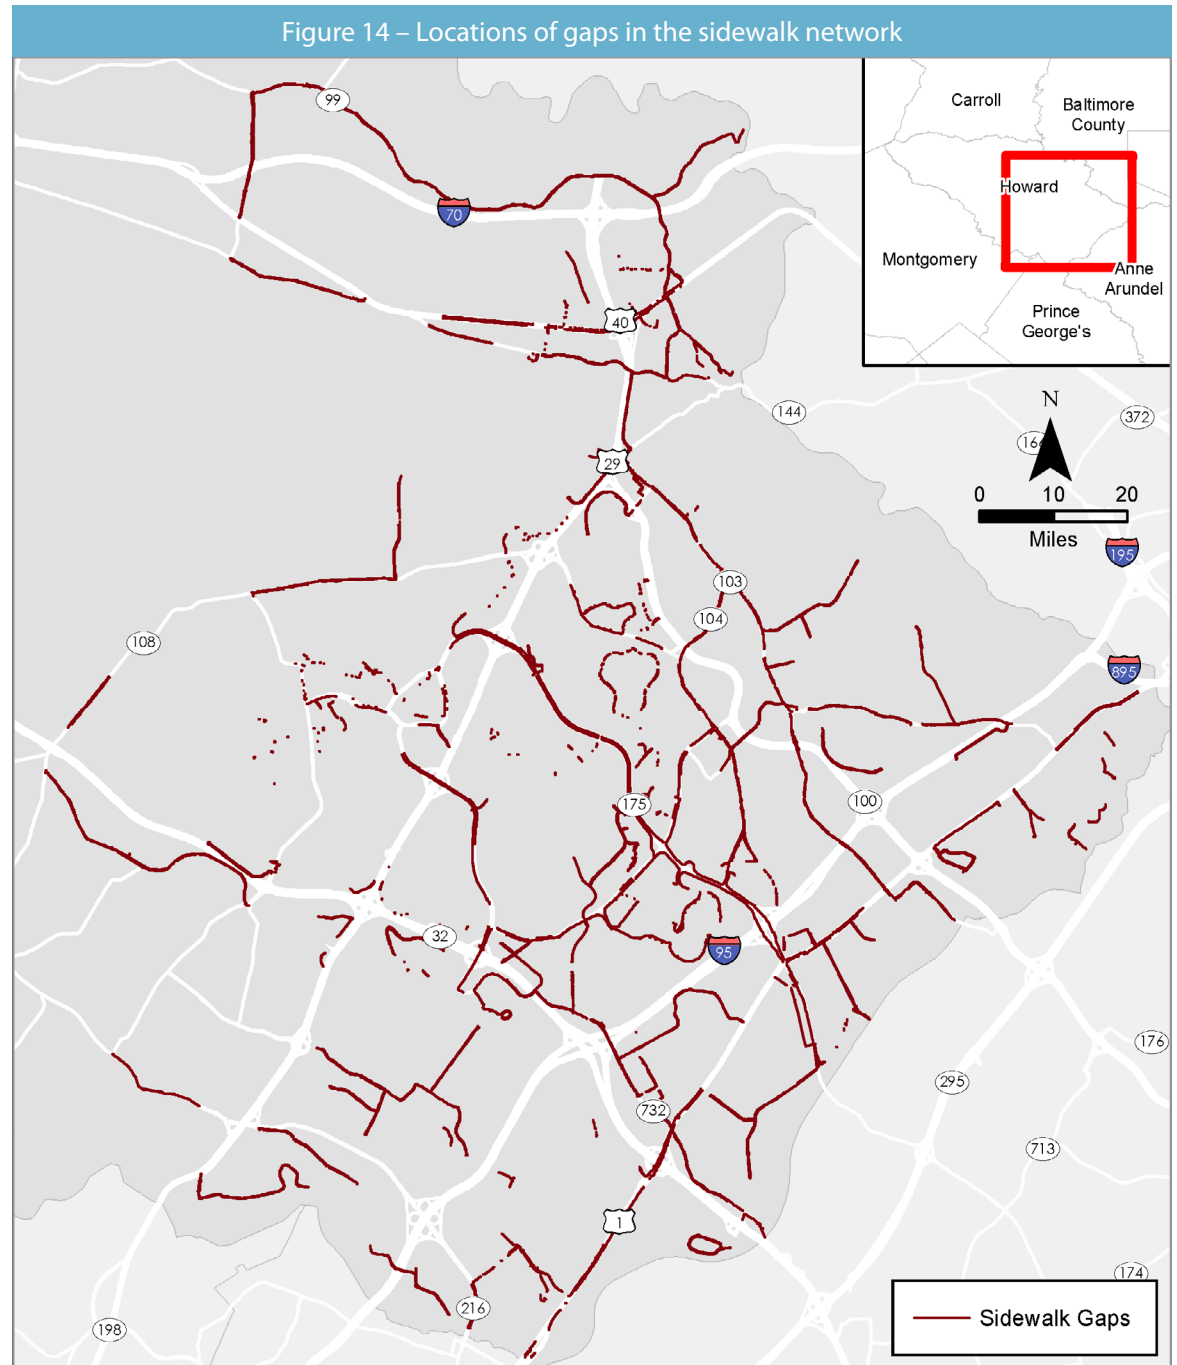 Figure 14 – Locations of gaps in the sidewalk network
Carroll
Baltimore
County
Howard
Montgomery
Anne
Arundel
Prince
George's
99
70
40
144
372
N
29
0 10 20
Miles
195
103
104
108
895
175
100
32
95
176
295
732
713
1
174
216
198
Sidewalk Gaps